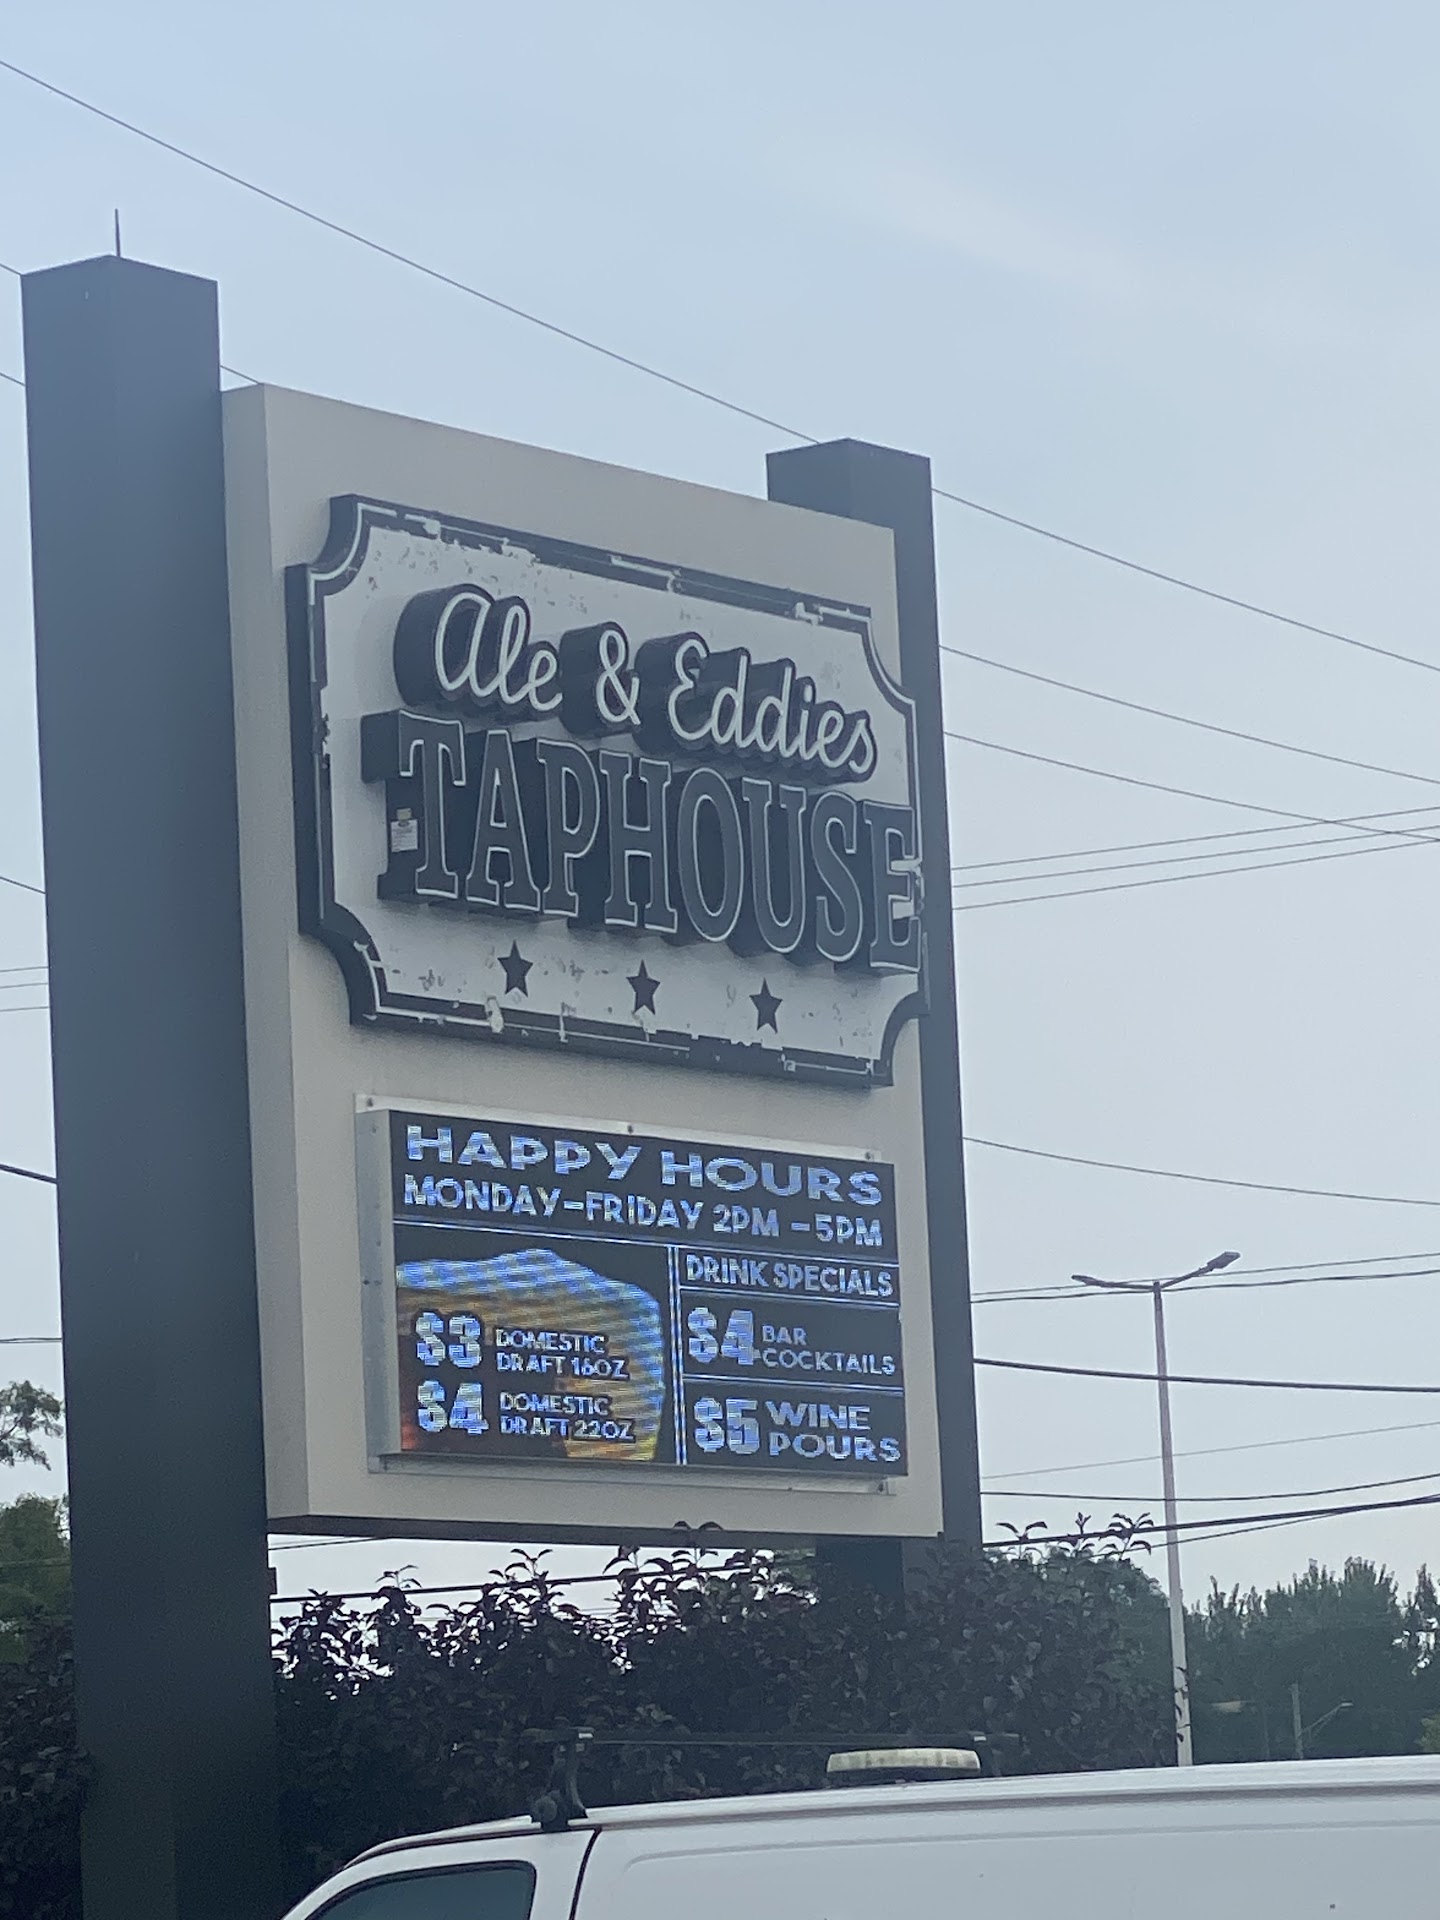 Ale & Eddies
TAPHOUSE
HAPPY HOURS
MONDAY-FRIDAY 2PM - 5PM
$3 DOMESTIC
DRAFT 16OZ
$4 DOMESTIC
DRAFT 22OZ
DRINK SPECIALS
$4 BAR
COCKTAILS
$5 WINE
POURS